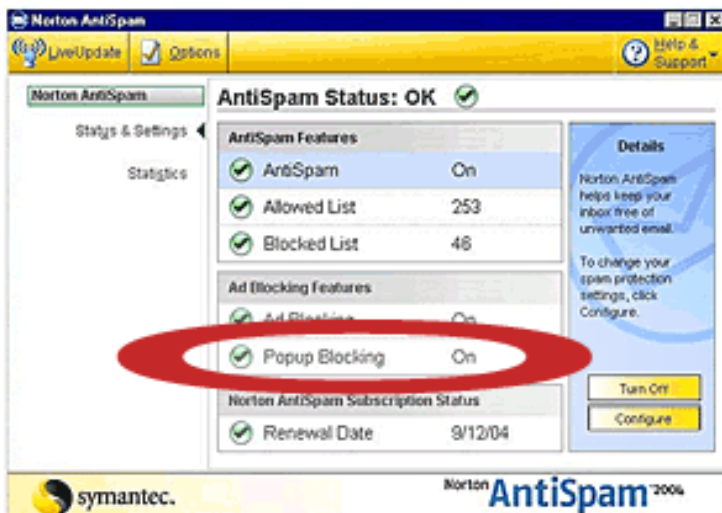 Norton AntiSpam
LiveUpdate Options Help & Support
Norton AntiSpam
Status & Settings
Statistics
AntiSpam Status: OK
AntiSpam Features
AntiSpam On
Allowed List 253
Blocked List 46
Ad Blocking Features
Ad Blocking On
Popup Blocking On
Norton AntiSpam Subscription Status
Renewal Date 9/12/04
Details
Norton AntiSpam
helps keep your
inbox free of
unwanted email.
To change your
spam protection
settings, click
Configure.
Turn Off
Configure
symantec.
Norton AntiSpam 2004